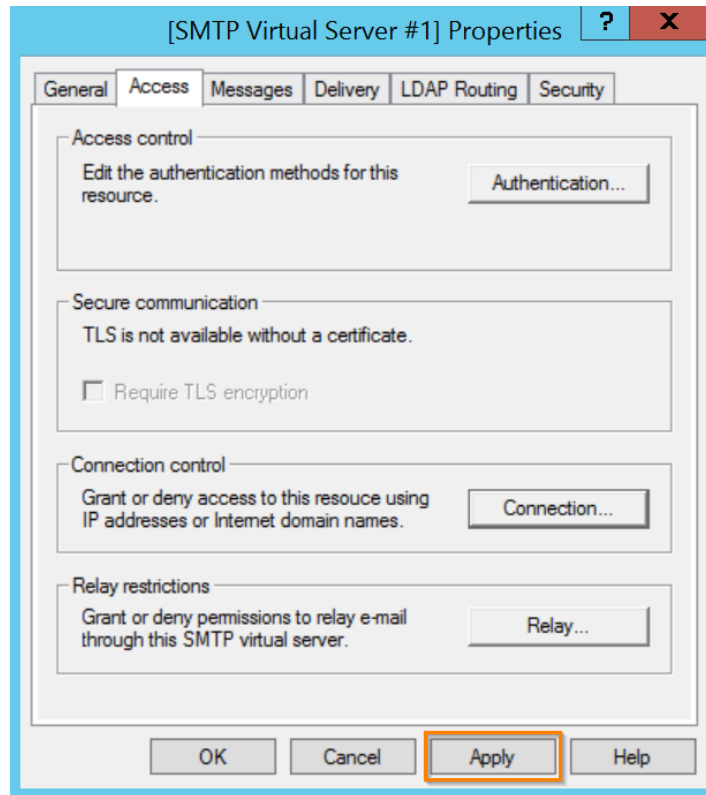 [SMTP Virtual Server #1] Properties ? X
General Access Messages Delivery LDAP Routing Security
Access control
Edit the authentication methods for this
resource.
Authentication...
Secure communication
TLS is not available without a certificate.
Require TLS encryption
Connection control
Grant or deny access to this resouce using
IP addresses or Internet domain names.
Connection...
Relay restrictions
Grant or deny permissions to relay e-mail
through this SMTP virtual server.
Relay...
OK Cancel Apply Help